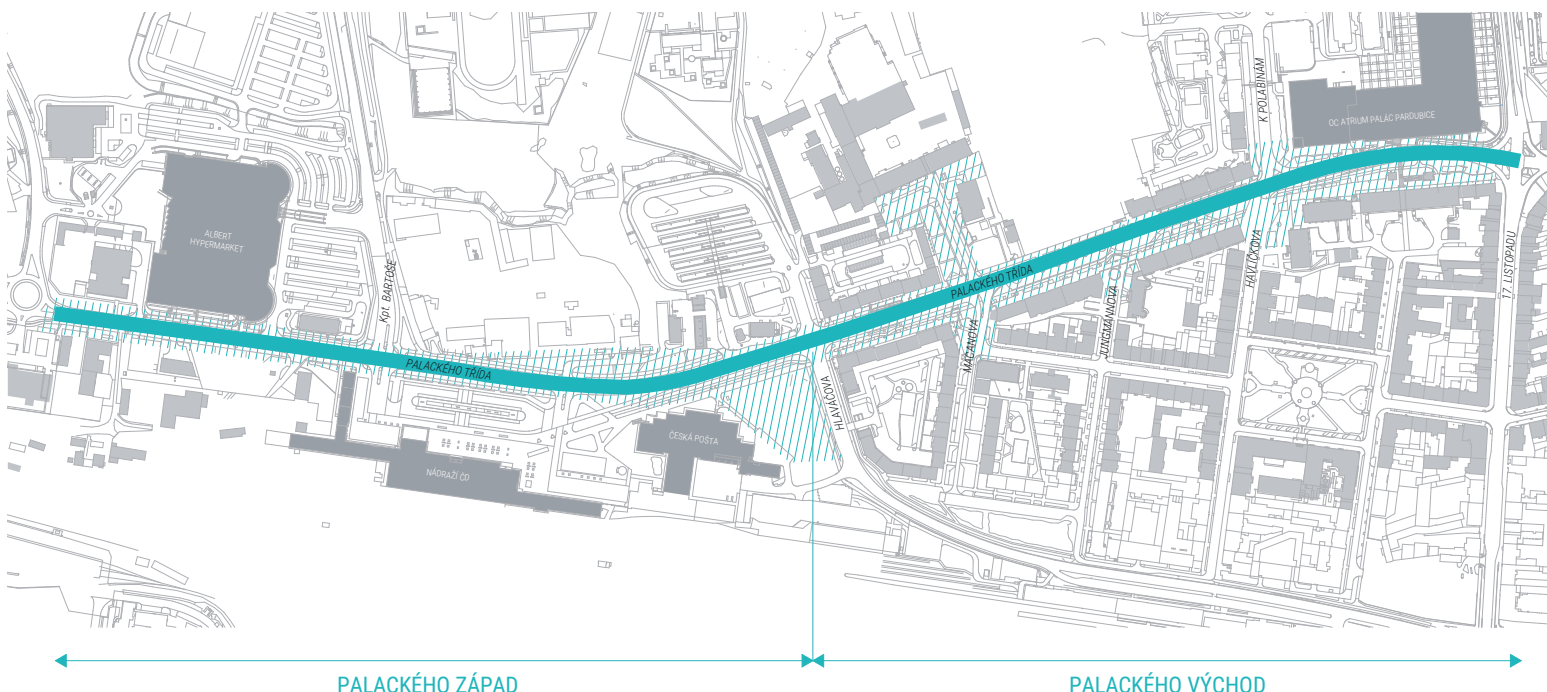 K POLABINÁM
OC ATRIUM PALÁC PARDUBICE
ALBERT
HYPERMARKET
Kpt. BARTOŠE
PALACKÉHO TŘÍDA
HAVLÍČKOVA
17. LISTOPADU
PALACKÉHO TŘÍDA
MACANOVA
JUNGMANNOVA
HLAVÁČOVA
ČESKÁ POŠTA
NÁDRAŽÍ ČD
PALACKÉHO ZÁPAD
PALACKÉHO VÝCHOD